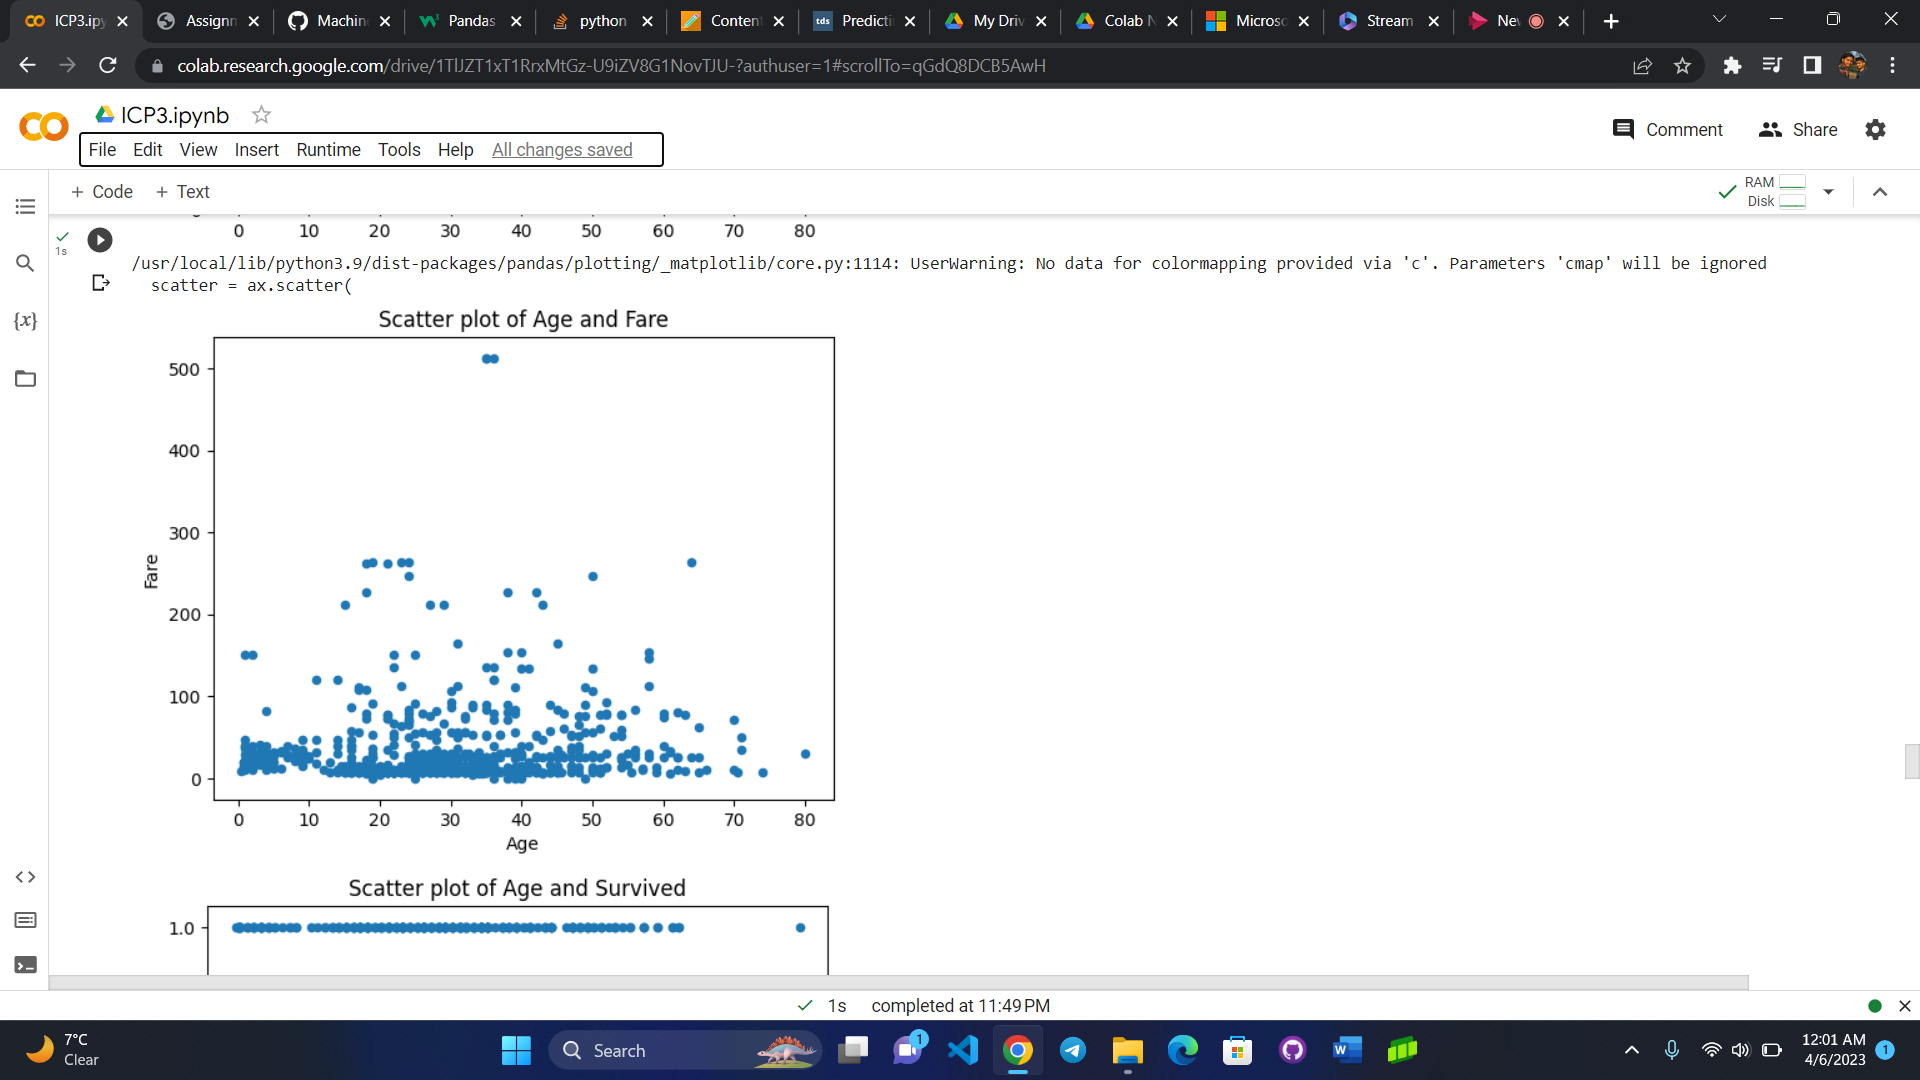 ICP3.ipy
Assignn
Machin
Pandas
python
Content
tds Predicti
My Driv
Colab N
Microso
Stream
Nev
colab.research.google.com/drive/1TlJZT1xT1RrxMtGz-U9iZV8G1NovTJU-?authuser=1#scrollTo=qGdQ8DCB5AwH
ICP3.ipynb
Comment
Share
File Edit View Insert Runtime Tools Help All changes saved
+ Code + Text
RAM
Disk
0 10 20 30 40 50 60 70 80
1s
/usr/local/lib/python3.9/dist-packages/pandas/plotting/_matplotlib/core.py:1114: UserWarning: No data for colormapping provided via 'c'. Parameters 'cmap' will be ignored
scatter = ax.scatter(
{x}
Scatter plot of Age and Fare
500
400
300
Fare
200
100
0
0 10 20 30 40 50 60 70 80
Age
Scatter plot of Age and Survived
1.0
1s completed at 11:49 PM
7°C
Clear
Search
1
12:01 AM
4/6/2023
1